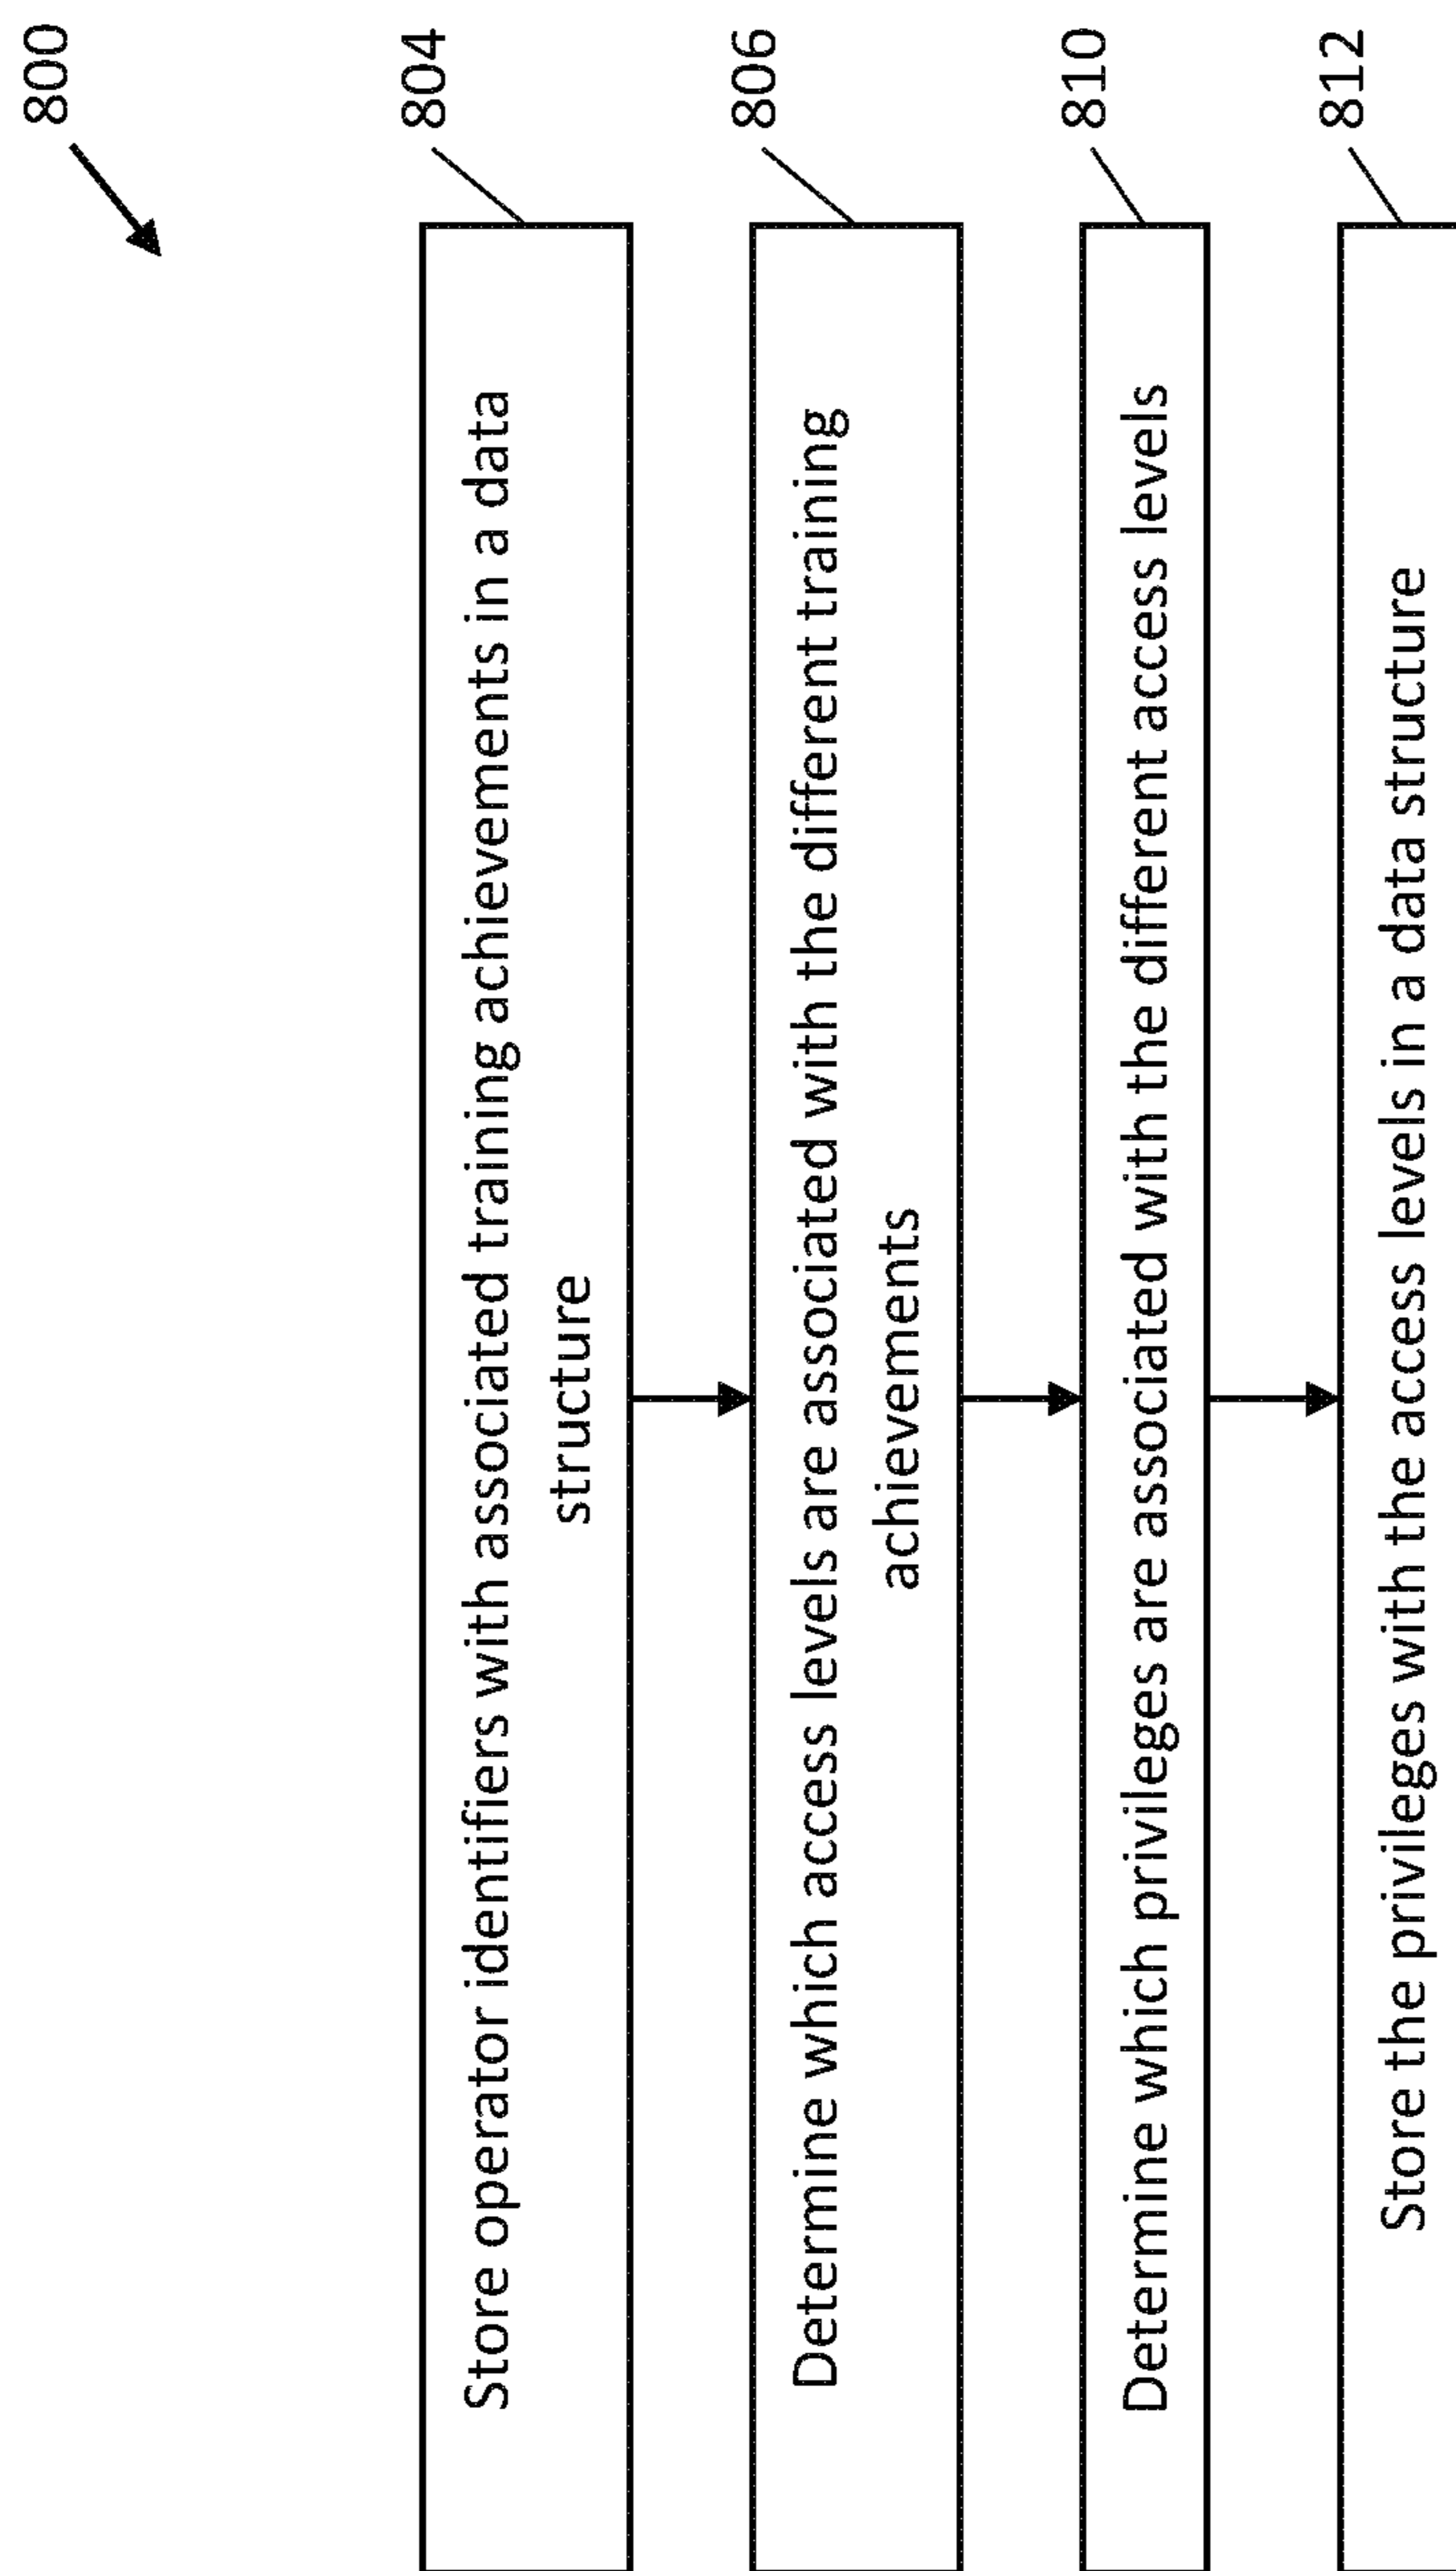 800
804
Store operator identifiers with associated training achievements in a data
structure
806
Determine which access levels are associated with the different training
achievements
810
Determine which privileges are associated with the different access levels
812
Store the privileges with the access levels in a data structure